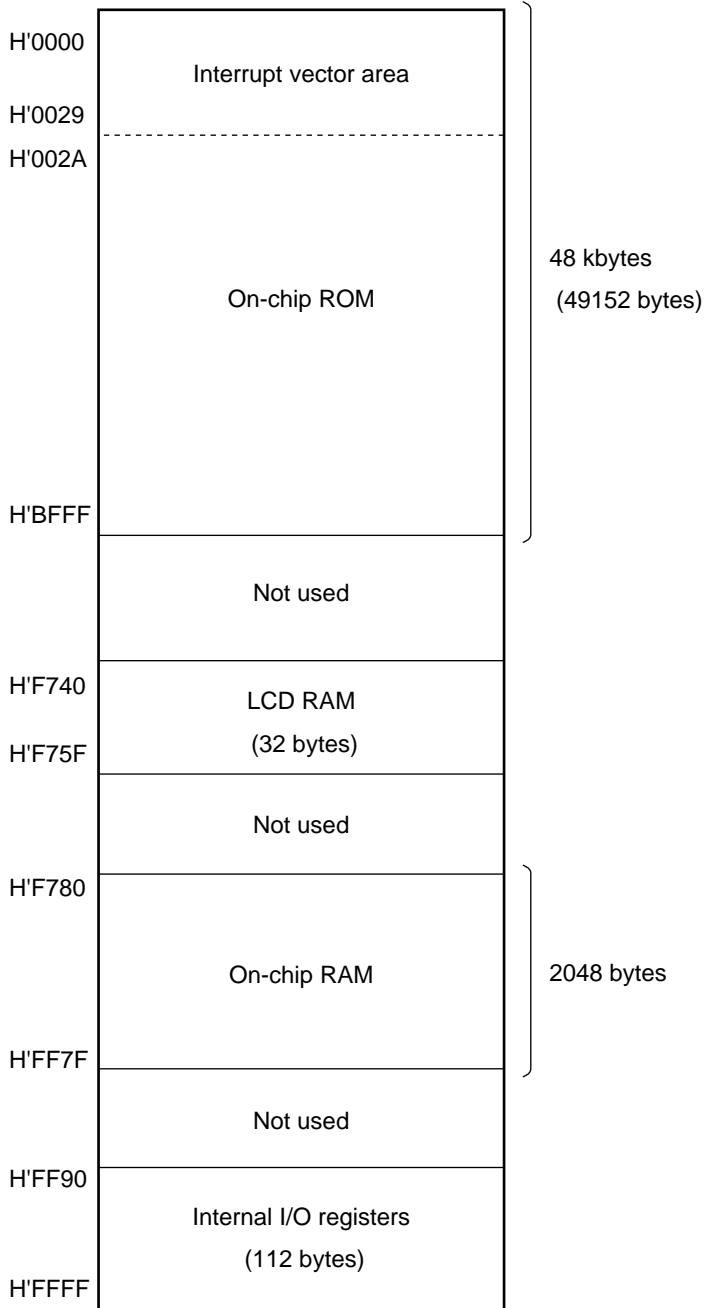 H'0000
Interrupt vector area
H'0029
H'002A
48 kbytes
(49152 bytes)
On-chip ROM
H'BFFF
Not used
H'F740
LCD RAM
(32 bytes)
H'F75F
Not used
H'F780
On-chip RAM
2048 bytes
H'FF7F
Not used
H'FF90
Internal I/O registers
(112 bytes)
H'FFFF